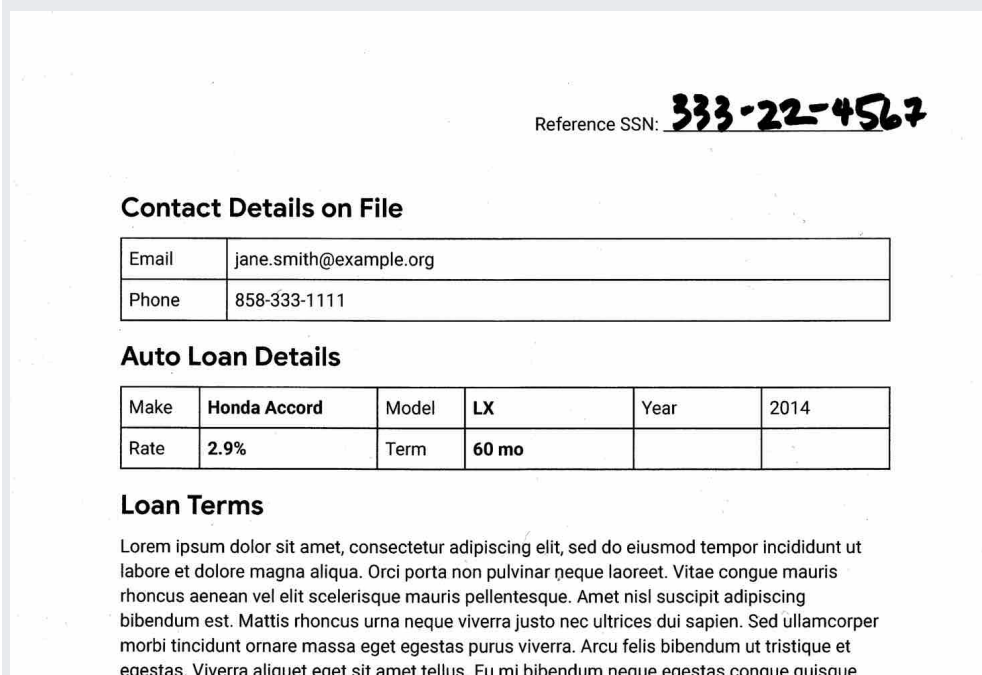 Reference SSN: 333-22-4567
Contact Details on File
Email jane.smith@example.org
Phone 858-333-1111
Auto Loan Details
Make Honda Accord Model LX Year 2014
Rate 2.9% Term 60 mo
Loan Terms
Lorem ipsum dolor sit amet, consectetur adipiscing elit, sed do eiusmod tempor incididunt ut
labore et dolore magna aliqua. Orci porta non pulvinar neque laoreet. Vitae congue mauris
rhoncus aenean vel elit scelerisque mauris pellentesque. Amet nisl suscipit adipiscing
bibendum est. Mattis rhoncus urna neque viverra justo nec ultrices dui sapien. Sed ullamcorper
morbi tincidunt ornare massa eget egestas purus viverra. Arcu felis bibendum ut tristique et
egestas. Viverra aliquet eget sit amet tellus. Eu mi bibendum neque egestas congue quisque